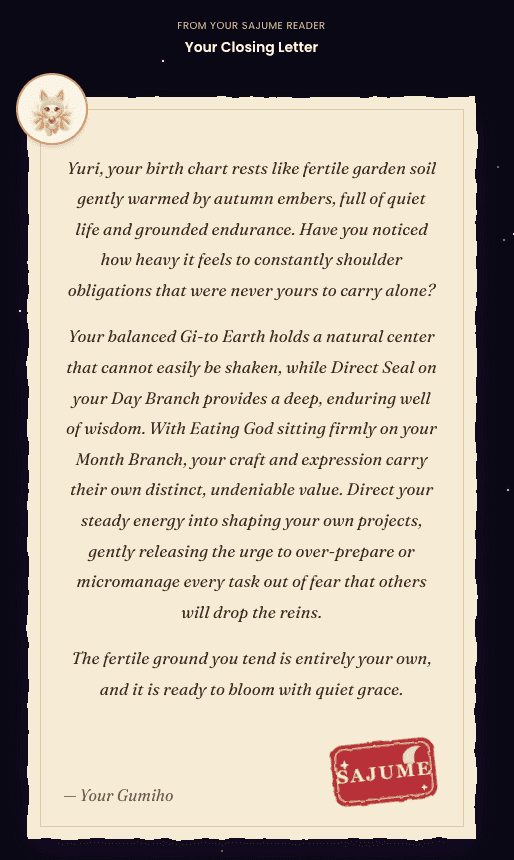 FROM YOUR SAJUME READER
Your Closing Letter
Yuri, your birth chart rests like fertile garden soil
gently warmed by autumn embers, full of quiet
life and grounded endurance. Have you noticed
how heavy it feels to constantly shoulder
obligations that were never yours to carry alone?
Your balanced Gi-to Earth holds a natural center
that cannot easily be shaken, while Direct Seal on
your Day Branch provides a deep, enduring well
of wisdom. With Eating God sitting firmly on your
Month Branch, your craft and expression carry
their own distinct, undeniable value. Direct your
steady energy into shaping your own projects,
gently releasing the urge to over-prepare or
micromanage every task out of fear that others
will drop the reins.
The fertile ground you tend is entirely your own,
and it is ready to bloom with quiet grace.
SAJUME
— Your Gumiho